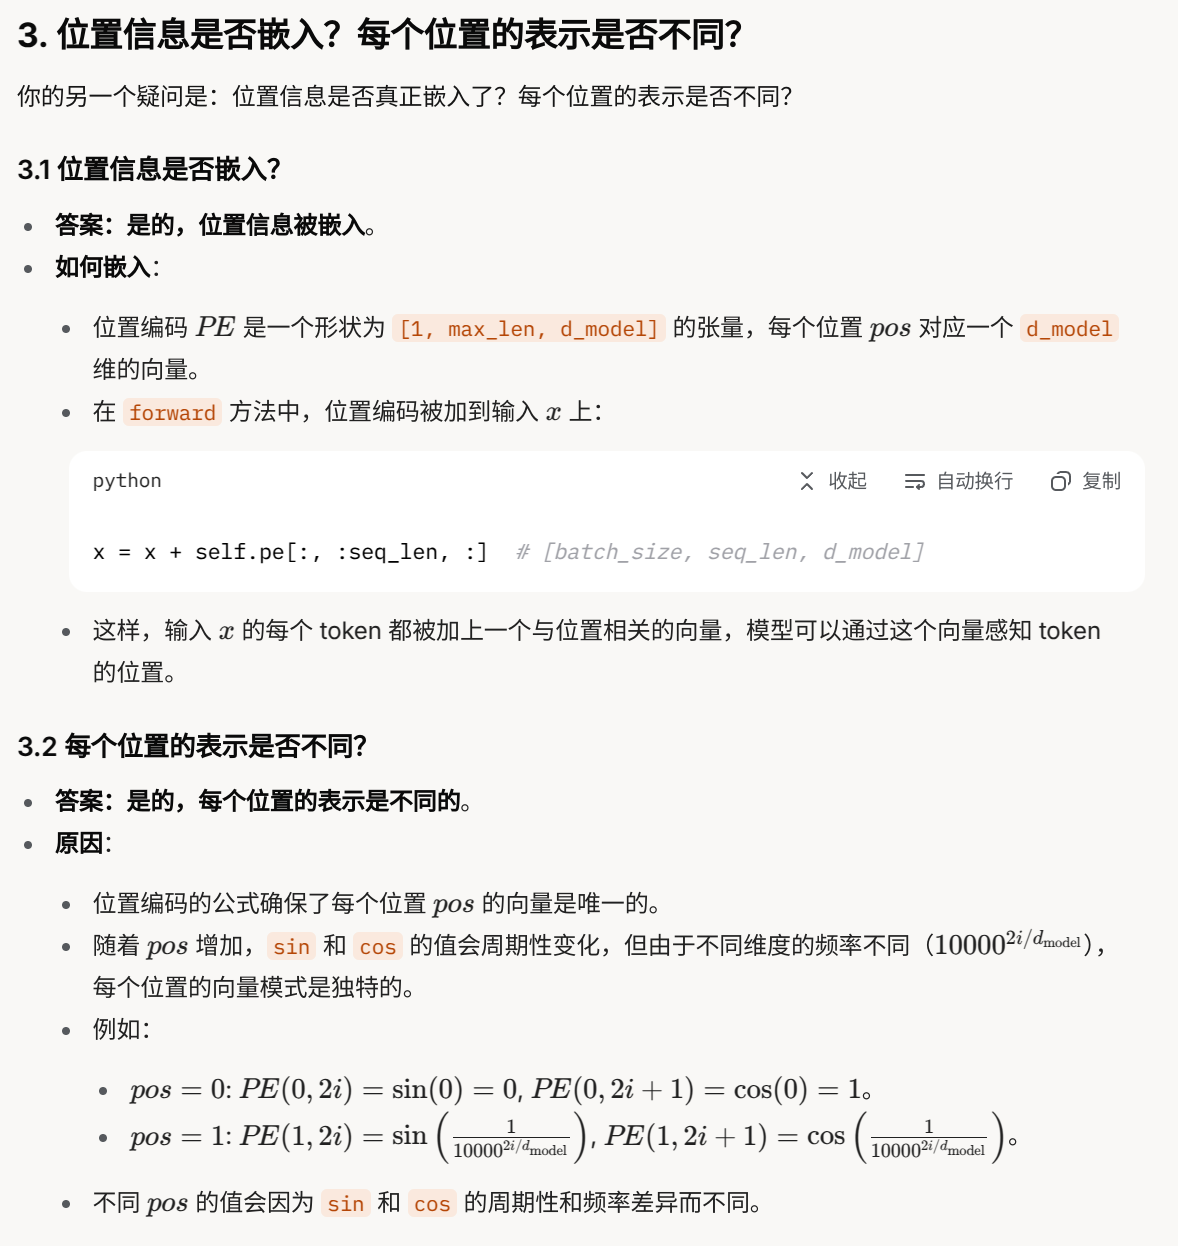 3. 位置信息是否嵌入？每个位置的表示是否不同？
你的另一个疑问是：位置信息是否真正嵌入了？每个位置的表示是否不同？
3.1 位置信息是否嵌入？
• 答案：是的，位置信息被嵌入。
• 如何嵌入：
• 位置编码 PE 是一个形状为 [1, max_len, d_model] 的张量，每个位置 pos 对应一个 d_model
维的向量。
• 在 forward 方法中，位置编码被加到输入 x 上：
python 收起 自动换行 复制
x = x + self.pe[:, :seq_len, :]  # [batch_size, seq_len, d_model]
• 这样，输入 x 的每个 token 都被加上一个与位置相关的向量，模型可以通过这个向量感知 token
的位置。
3.2 每个位置的表示是否不同？
• 答案：是的，每个位置的表示是不同的。
• 原因：
• 位置编码的公式确保了每个位置 pos 的向量是唯一的。
• 随着 pos 增加，sin 和 cos 的值会周期性变化，但由于不同维度的频率不同（$10000^{2i/d_{\text{model}}}$），
每个位置的向量模式是独特的。
• 例如：
• $pos = 0$: $PE(0, 2i) = \sin(0) = 0$, $PE(0, 2i + 1) = \cos(0) = 1$。
• $pos = 1$: $PE(1, 2i) = \sin\left(\frac{1}{10000^{2i/d_{\text{model}}}}\right)$, $PE(1, 2i + 1) = \cos\left(\frac{1}{10000^{2i/d_{\text{model}}}}\right)$。
• 不同 pos 的值会因为 sin 和 cos 的周期性和频率差异而不同。